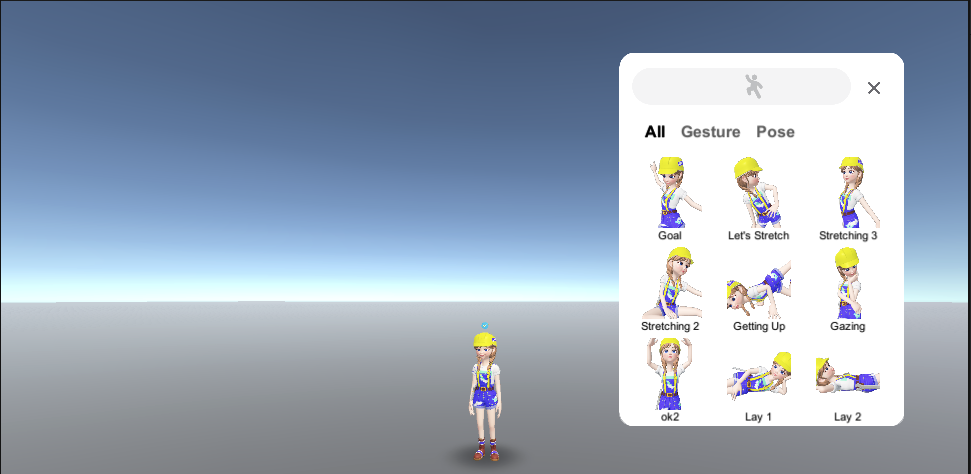 All Gesture Pose
Goal Let's Stretch Stretching 3
Stretching 2 Getting Up Gazing
ok2 Lay 1 Lay 2